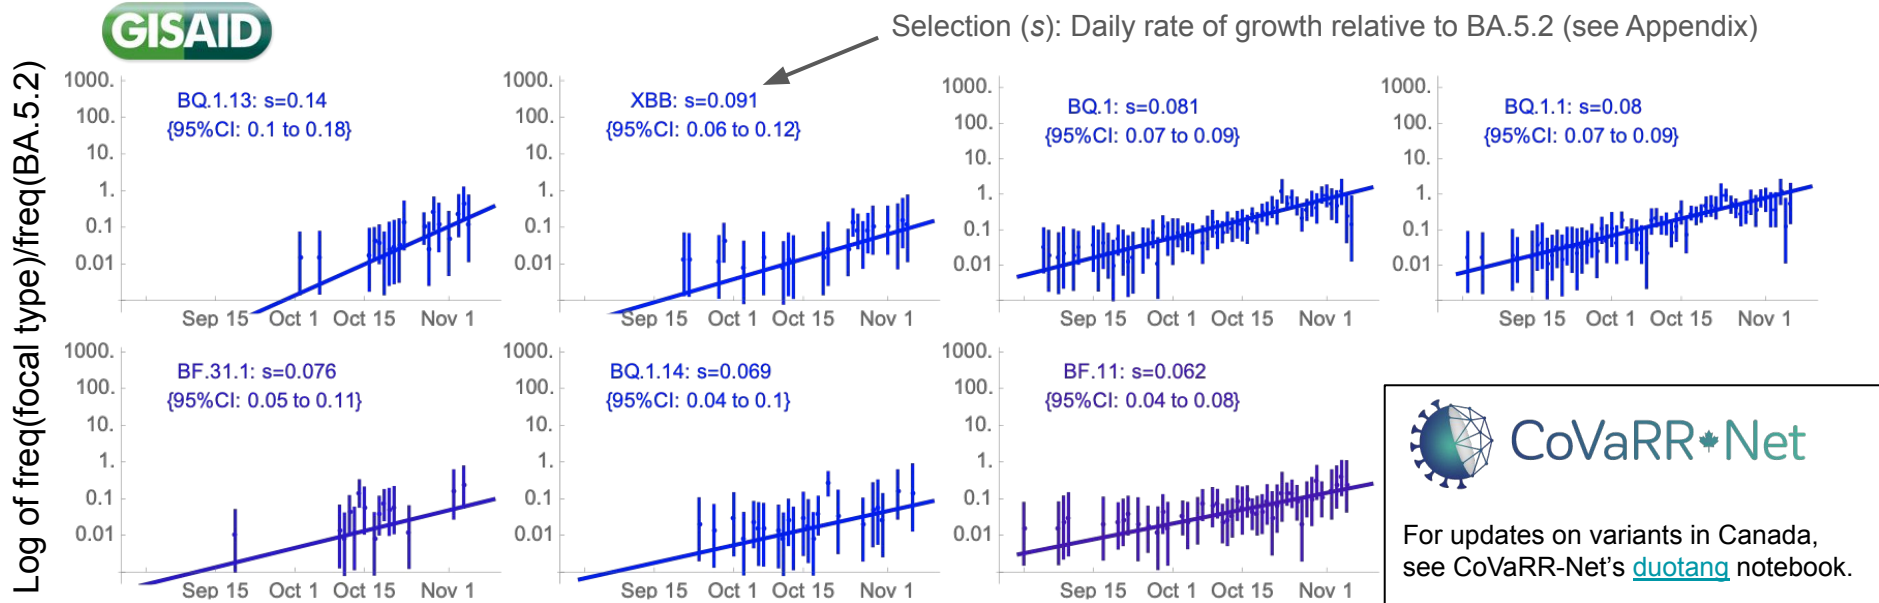 GISAID
Selection (s): Daily rate of growth relative to BA.5.2 (see Appendix)
Log of freq(focal type)/freq(BA.5.2)
1000.
100.
10.
1.
0.1
0.01
BQ.1.13: s=0.14
{95%CI: 0.1 to 0.18}
Sep 15 Oct 1 Oct 15 Nov 1
1000.
100.
10.
1.
0.1
0.01
XBB: s=0.091
{95%CI: 0.06 to 0.12}
Sep 15 Oct 1 Oct 15 Nov 1
1000.
100.
10.
1.
0.1
0.01
BQ.1: s=0.081
{95%CI: 0.07 to 0.09}
Sep 15 Oct 1 Oct 15 Nov 1
1000.
100.
10.
1.
0.1
0.01
BQ.1.1: s=0.08
{95%CI: 0.07 to 0.09}
Sep 15 Oct 1 Oct 15 Nov 1
1000.
100.
10.
1.
0.1
0.01
BF.31.1: s=0.076
{95%CI: 0.05 to 0.11}
Sep 15 Oct 1 Oct 15 Nov 1
1000.
100.
10.
1.
0.1
0.01
BQ.1.14: s=0.069
{95%CI: 0.04 to 0.1}
Sep 15 Oct 1 Oct 15 Nov 1
1000.
100.
10.
1.
0.1
0.01
BF.11: s=0.062
{95%CI: 0.04 to 0.08}
Sep 15 Oct 1 Oct 15 Nov 1
CoVaRR Net
For updates on variants in Canada,
see CoVaRR-Net's duotang notebook.